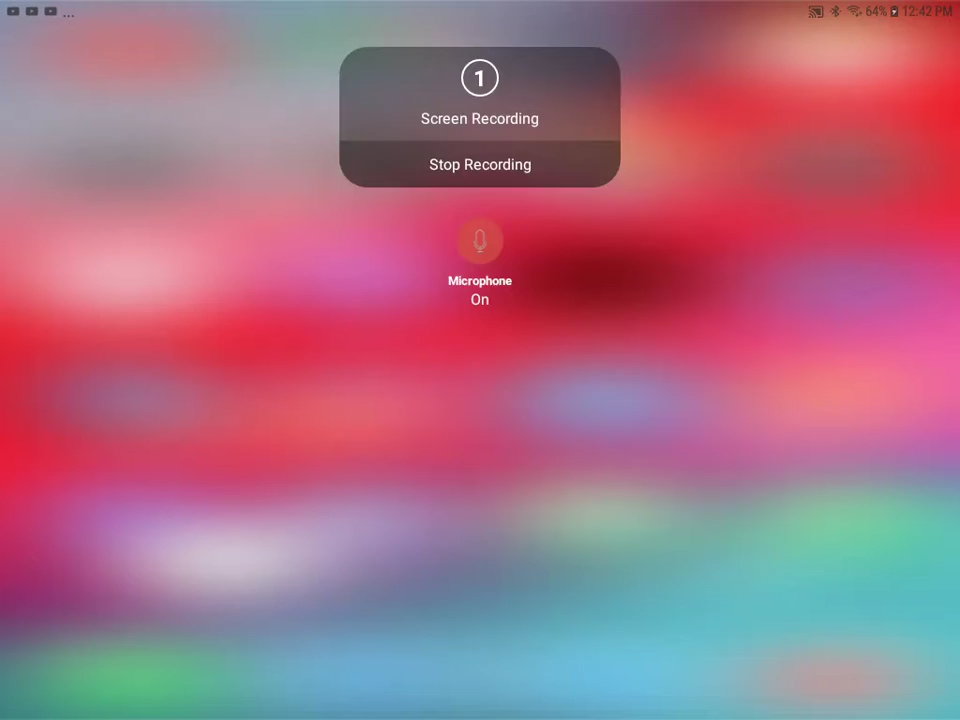 ... 64% 12:42 PM
1
Screen Recording
Stop Recording
Microphone
On